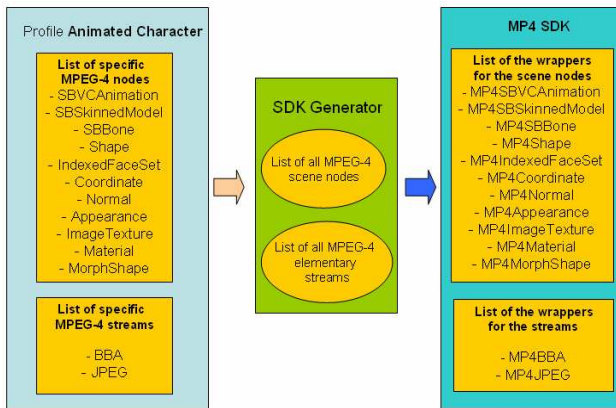 Profile Animated Character
List of specific
MPEG-4 nodes
- SBVCAnimation
- SBSkinnedModel
- SBBone
- Shape
- IndexedFaceSet
- Coordinate
- Normal
- Appearance
- ImageTexture
- Material
- MorphShape
List of specific
MPEG-4 streams
- BBA
- JPEG
SDK Generator
List of all MPEG-4
scene nodes
List of all MPEG-4
elementary
streams
MP4 SDK
List of the wrappers
for the scene nodes
- MP4SBVCAnimation
- MP4SBSkinnedModel
- MP4SBBone
- MP4Shape
- MP4IndexedFaceSet
- MP4Coordinate
- MP4Normal
- MP4Appearance
- MP4ImageTexture
- MP4Material
- MP4MorphShape
List of the wrappers
for the streams
- MP4BBA
- MP4JPEG